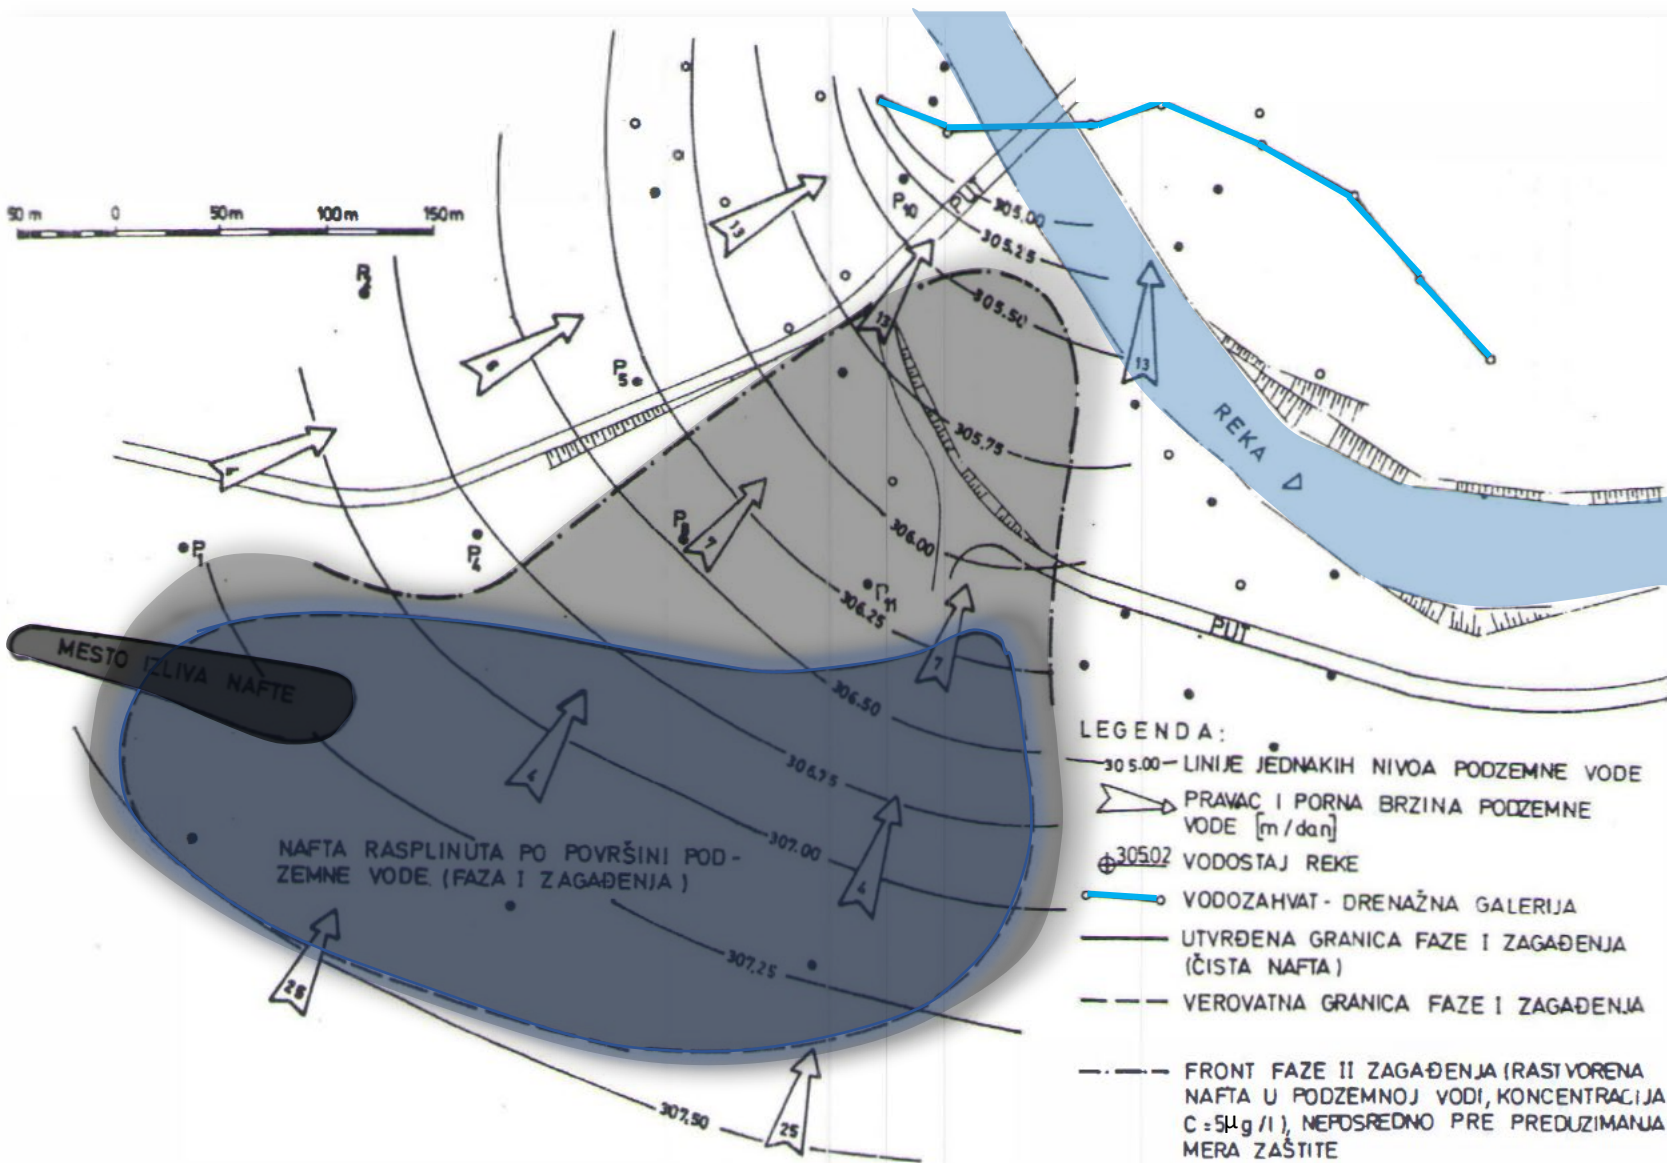 50 m 0 50m 100m 150m
P10
PUT
305.00
305.25
305.50
13
13
13
6
P5
REKA
305.75
P8
7
306.00
P1
P4
P11
306.25
PUT
MESTO IZLIVA NAFTE
7
306.50
4
306.75
307.00
4
NAFTA RASPLINUTA PO POVRŠINI POD-
ZEMNE VODE (FAZA I ZAGAĐENJA)
307,25
25
307,50
25
LEGENDA:
305.00 LINIJE JEDNAKIH NIVOA PODZEMNE VODE
PRAVAC I PORNA BRZINA PODZEMNE
VODE [m/dan]
305.02 VODOSTAJ REKE
VODOZAHVAT - DRENAŽNA GALERIJA
UTVRĐENA GRANICA FAZE I ZAGAĐENJA
(ČISTA NAFTA)
VEROVATNA GRANICA FAZE I ZAGAĐENJA
FRONT FAZE II ZAGAĐENJA (RASTVORENA
NAFTA U PODZEMNOJ VODI, KONCENTRACIJA
C=5μg/l), NEPOSREDNO PRE PREDUZIMANJA
MERA ZAŠTITE